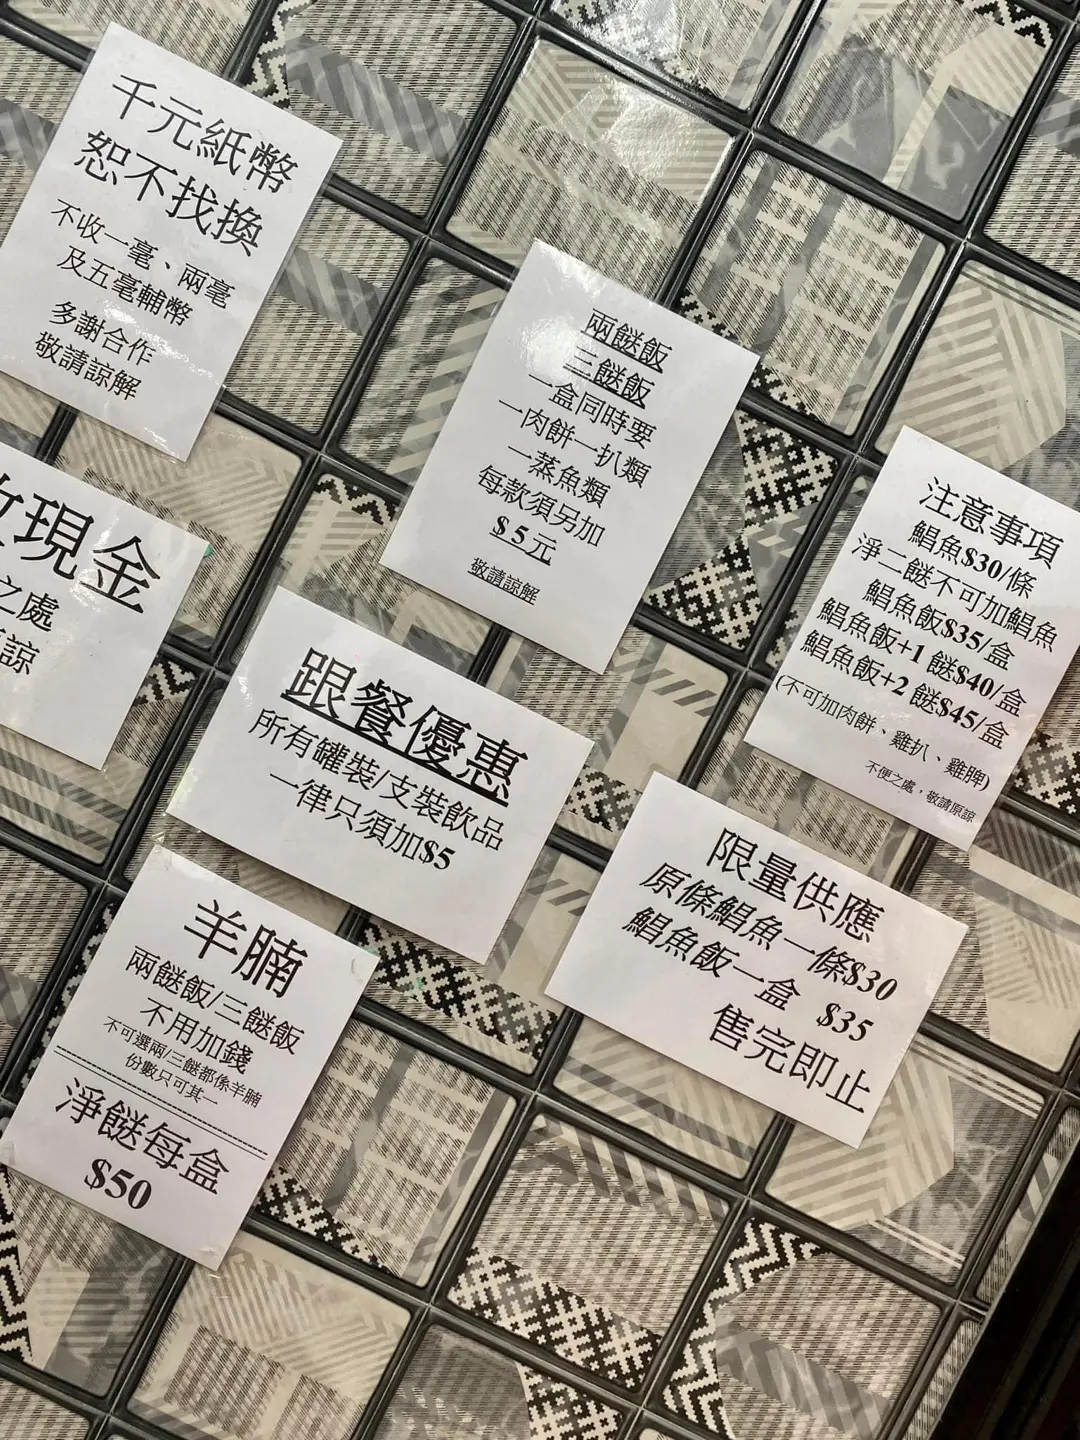 千元紙幣
恕不找換
不收一毫、兩毫
及五毫輔幣
多謝合作
敬請諒解
兩餸飯
三餸飯
一盒同時要
一肉餅一扒類
一蒸魚類
每款須另加
$5元
敬請諒解
注意事項
鯧魚$30/條
淨二餸不可加鯧魚
鯧魚飯$35/盒
鯧魚飯+1 餸$40/盒
鯧魚飯+2 餸$45/盒
(不可加肉餅、雞扒、雞脾)
不便之處，敬請原諒
現金
之處
諒
跟餐優惠
所有罐裝/支裝飲品
一律只須加$5
限量供應
原條鯧魚一條$30
鯧魚飯一盒 $35
售完即止
羊腩
兩餸飯/三餸飯
不用加錢
不可選兩/三餸都係羊腩
份數只可其一
淨餸每盒
$50